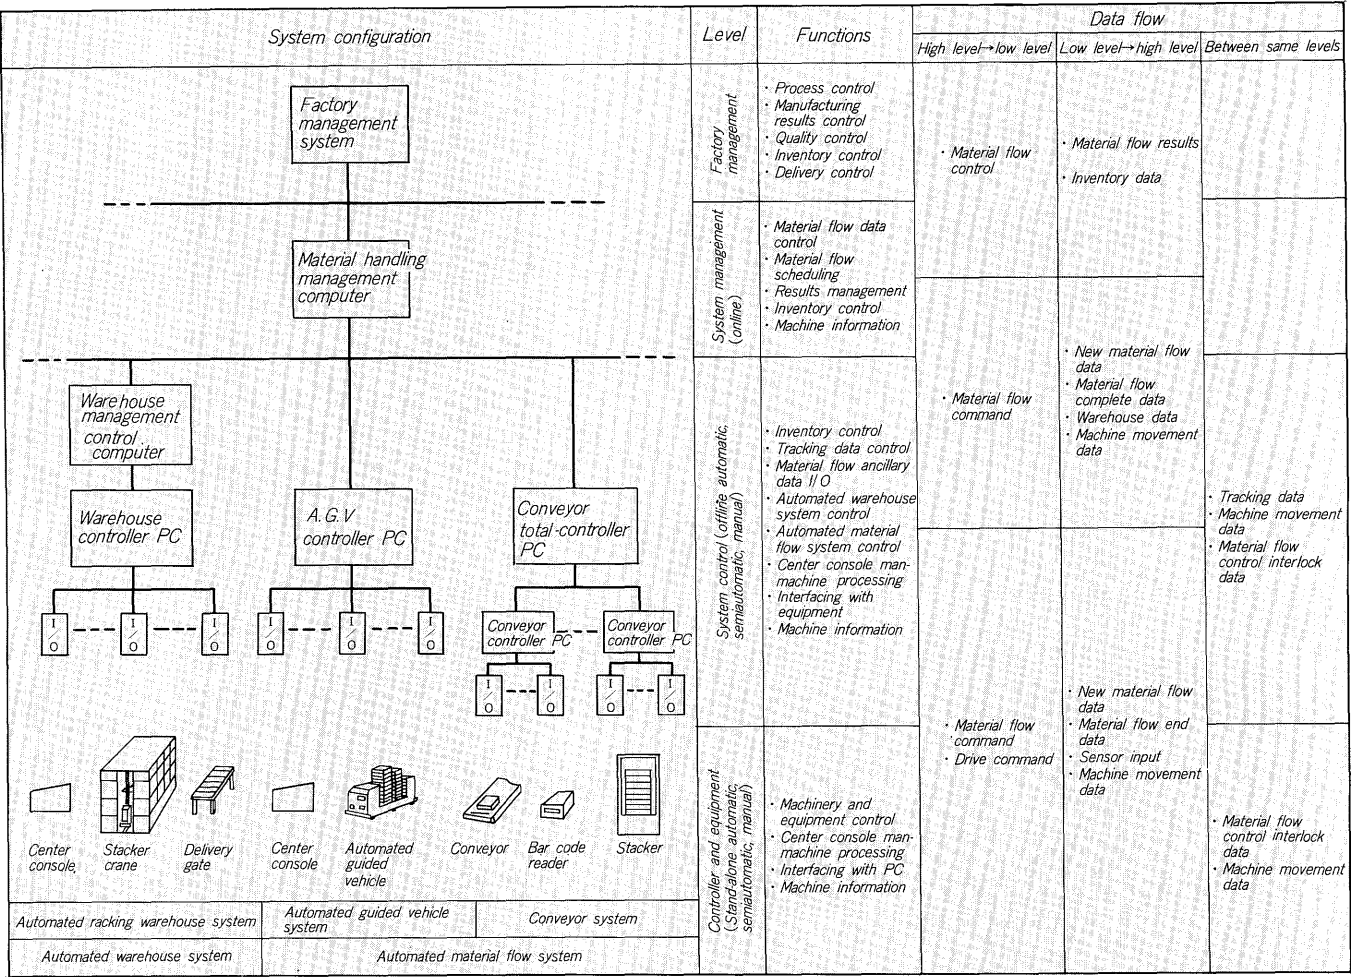 System configuration
Level
Functions
Data flow
High level→low level
Low level→high level
Between same levels
Factory
management
system
Material handling
management
computer
Warehouse
management
control
computer
Warehouse
controller PC
A.G.V
controller PC
Conveyor
total-controller
PC
I/O
I/O
I/O
I/O
I/O
I/O
Conveyor
controller PC
Conveyor
controller PC
I/O
I/O
I/O
I/O
Center
console
Stacker
crane
Delivery
gate
Center
console
Automated
guided
vehicle
Conveyor
Bar code
reader
Stacker
Automated racking warehouse system
Automated guided vehicle
system
Conveyor system
Automated warehouse system
Automated material flow system
Factory
management
· Process control
· Manufacturing
results control
· Quality control
· Inventory control
· Delivery control
· Material flow
control
· Material flow results
· Inventory data
System management
(online)
· Material flow data
control
· Material flow
scheduling
· Results management
· Inventory control
· Machine information
· Material flow
command
· New material flow
data
· Material flow
complete data
· Warehouse data
· Machine movement
data
System control (offline automatic,
semiautomatic, manual)
· Inventory control
· Tracking data control
· Material flow ancillary
data I/O
· Automated warehouse
system control
· Automated material
flow system control
· Center console man-
machine processing
· Interfacing with
equipment
· Machine information
· Tracking data
· Machine movement
data
· Material flow
control interlock
data
· Material flow
command
· Drive command
· New material flow
data
· Material flow end
data
· Sensor input
· Machine movement
data
Controller and equipment
(Standalone automatic,
semiautomatic, manual)
· Machinery and
equipment control
· Center console man-
machine processing
· Interfacing with PC
· Machine information
· Material flow
control interlock
data
· Machine movement
data